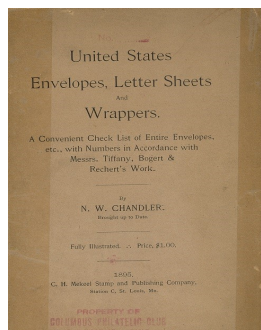 United States
Envelopes, Letter Sheets
And
Wrappers.
A Convenient Check List of Entire Envelopes,
etc., with Numbers in Accordance with
Messrs. Tiffany, Bogert &
Rechert's Work.
By
N. W. CHANDLER.
Brought up to Date
Fully Illustrated. ∴ Price, $1.00.
1895.
C. H. Mekeel Stamp and Publishing Company.
Station C, St. Louis, Mo.
PROPERTY OF
COLUMBUS PHILATELIC CLUB